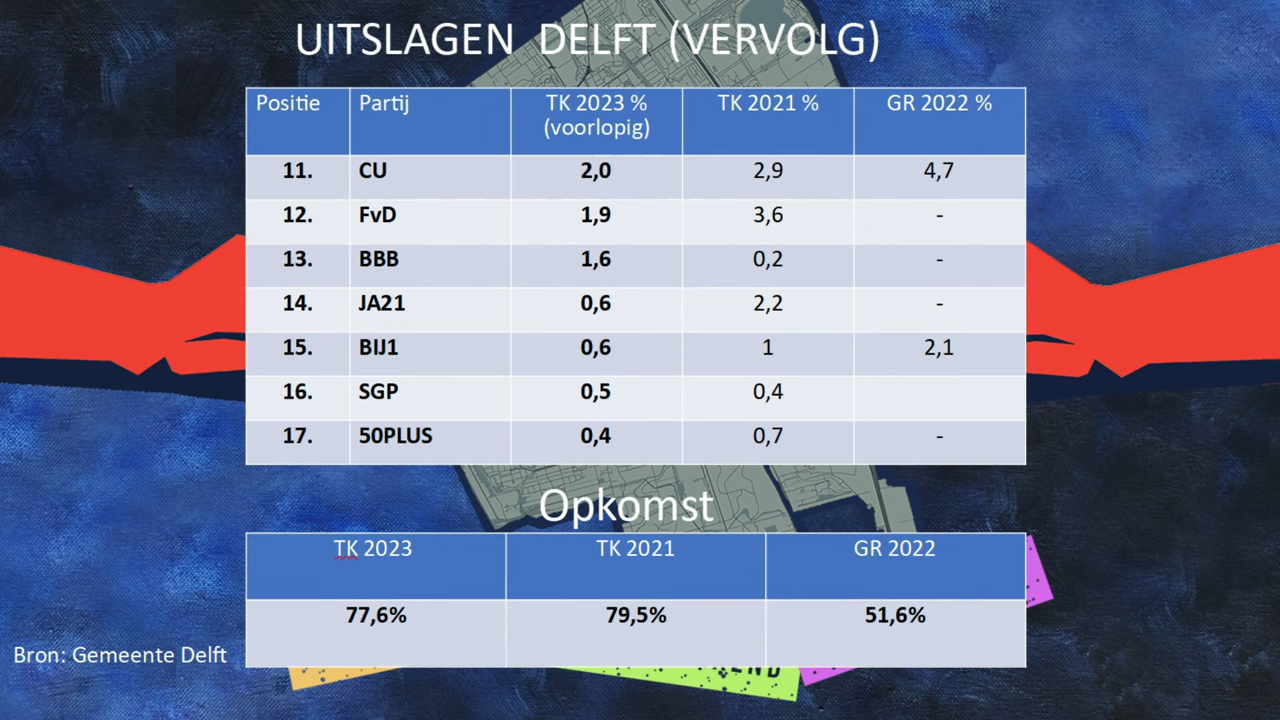 UITSLAGEN DELFT (VERVOLG)
Positie Partij TK 2023 % (voorlopig) TK 2021 % GR 2022 %
11. CU 2,0 2,9 4,7
12. FvD 1,9 3,6 -
13. BBB 1,6 0,2 -
14. JA21 0,6 2,2 -
15. BIJ1 0,6 1 2,1
16. SGP 0,5 0,4
17. 50PLUS 0,4 0,7 -
Opkomst
TK 2023 TK 2021 GR 2022
77,6% 79,5% 51,6%
Bron: Gemeente Delft